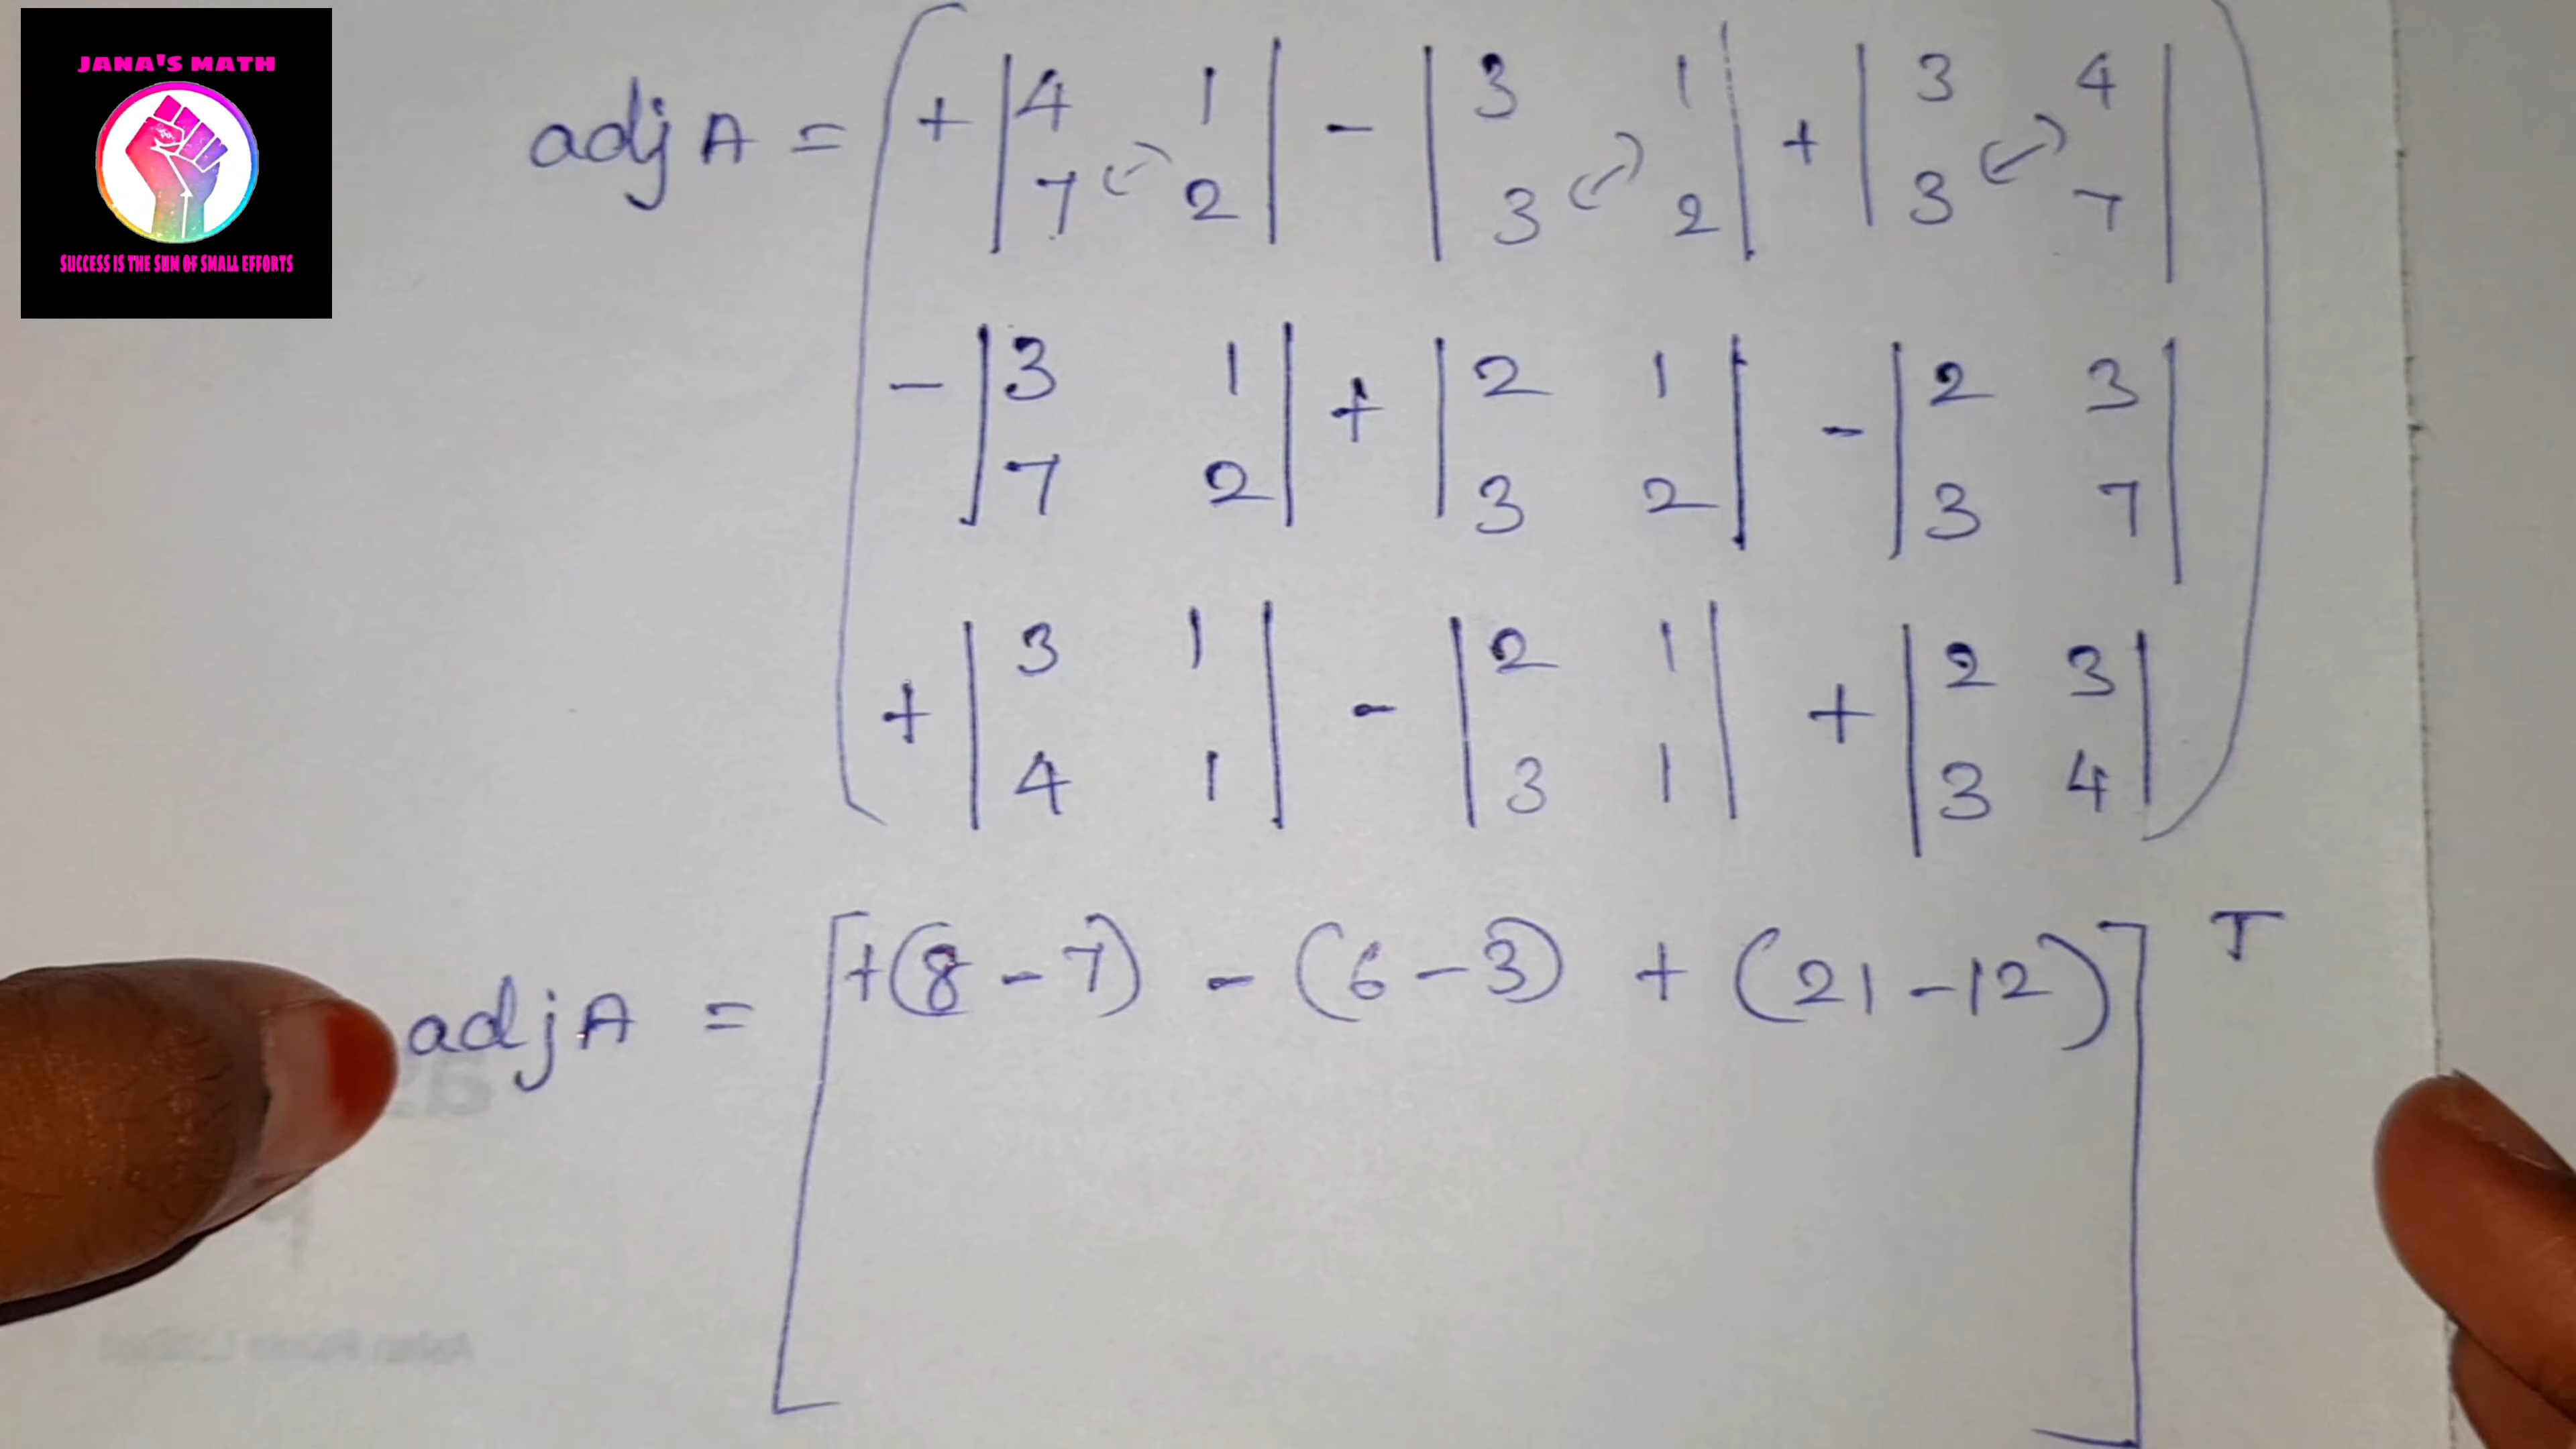 JANA'S MATH
SUCCESS IS THE SUM OF SMALL EFFORTS
adj A = ( + | 4 1 | - | 3 1 | + | 3 4 |
| 7 2 | | 3 2 | | 3 7 |
- | 3 1 | + | 2 1 | - | 2 3 |
| 7 2 | | 3 2 | | 3 7 |
+ | 3 1 | - | 2 1 | + | 2 3 |
| 4 1 | | 3 1 | | 3 4 | )
adj A = [ +(8 - 7) - (6 - 3) + (21 - 12) ] T